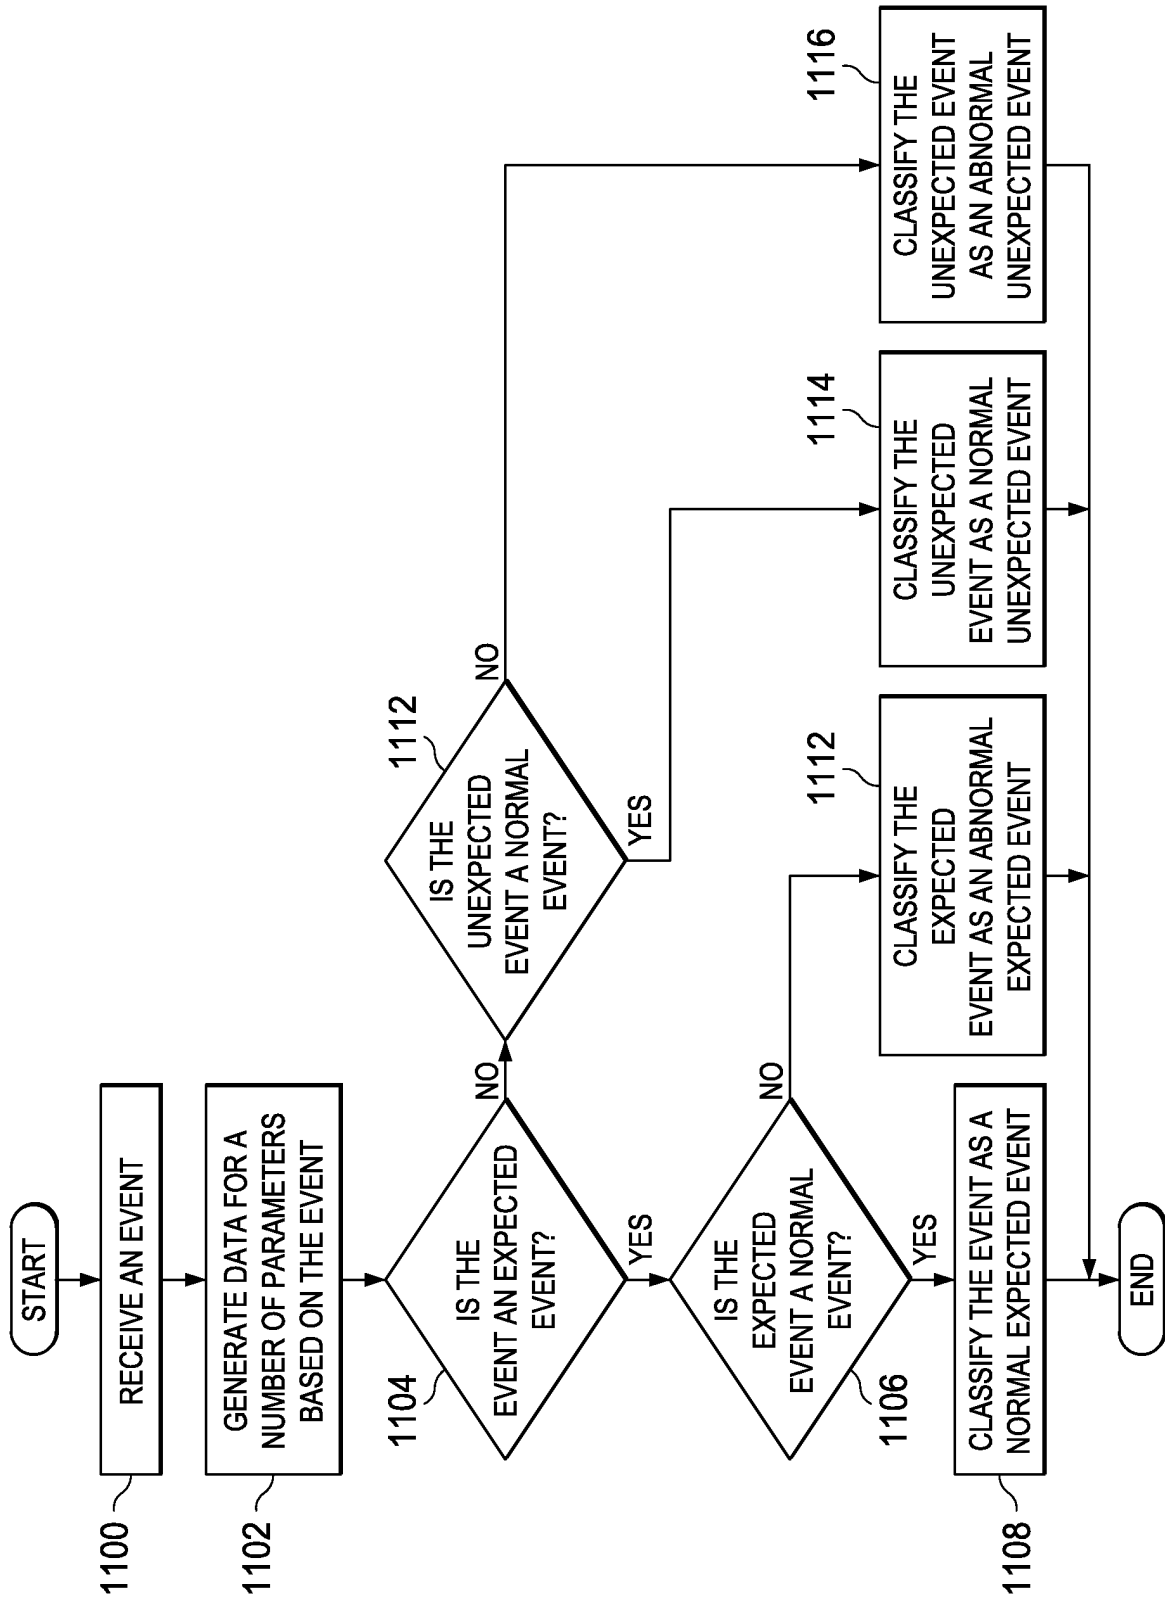 START
1100
RECEIVE AN EVENT
1102
GENERATE DATA FOR A
NUMBER OF PARAMETERS
BASED ON THE EVENT
1104
IS THE
EVENT AN EXPECTED
EVENT?
NO
YES
1112
IS THE
UNEXPECTED
EVENT A NORMAL
EVENT?
NO
YES
1106
IS THE
EXPECTED
EVENT A NORMAL
EVENT?
NO
YES
1108
CLASSIFY THE EVENT AS A
NORMAL EXPECTED EVENT
1112
CLASSIFY THE
EXPECTED
EVENT AS AN ABNORMAL
EXPECTED EVENT
1114
CLASSIFY THE
UNEXPECTED
EVENT AS A NORMAL
UNEXPECTED EVENT
1116
CLASSIFY THE
UNEXPECTED EVENT
AS AN ABNORMAL
UNEXPECTED EVENT
END